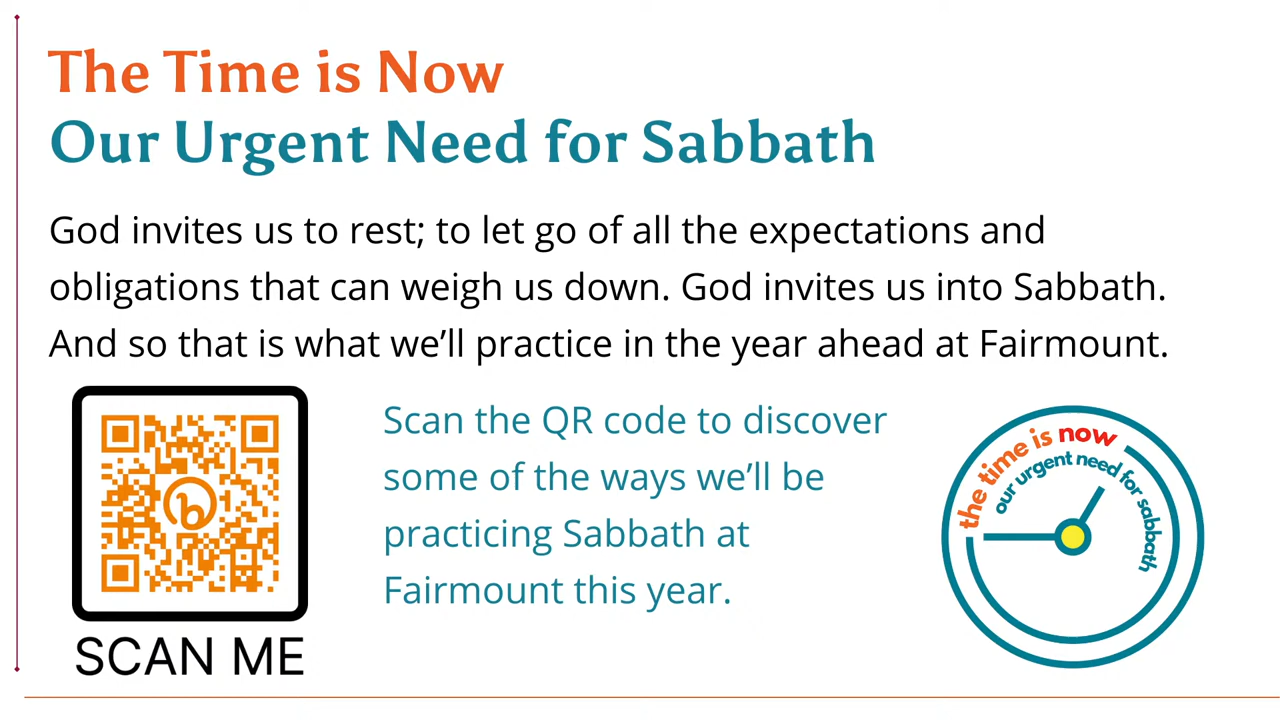 The Time is Now
Our Urgent Need for Sabbath
God invites us to rest; to let go of all the expectations and
obligations that can weigh us down. God invites us into Sabbath.
And so that is what we’ll practice in the year ahead at Fairmount.
Scan the QR code to discover
some of the ways we’ll be
practicing Sabbath at
Fairmount this year.
b
SCAN ME
the time is now
our urgent need for sabbath